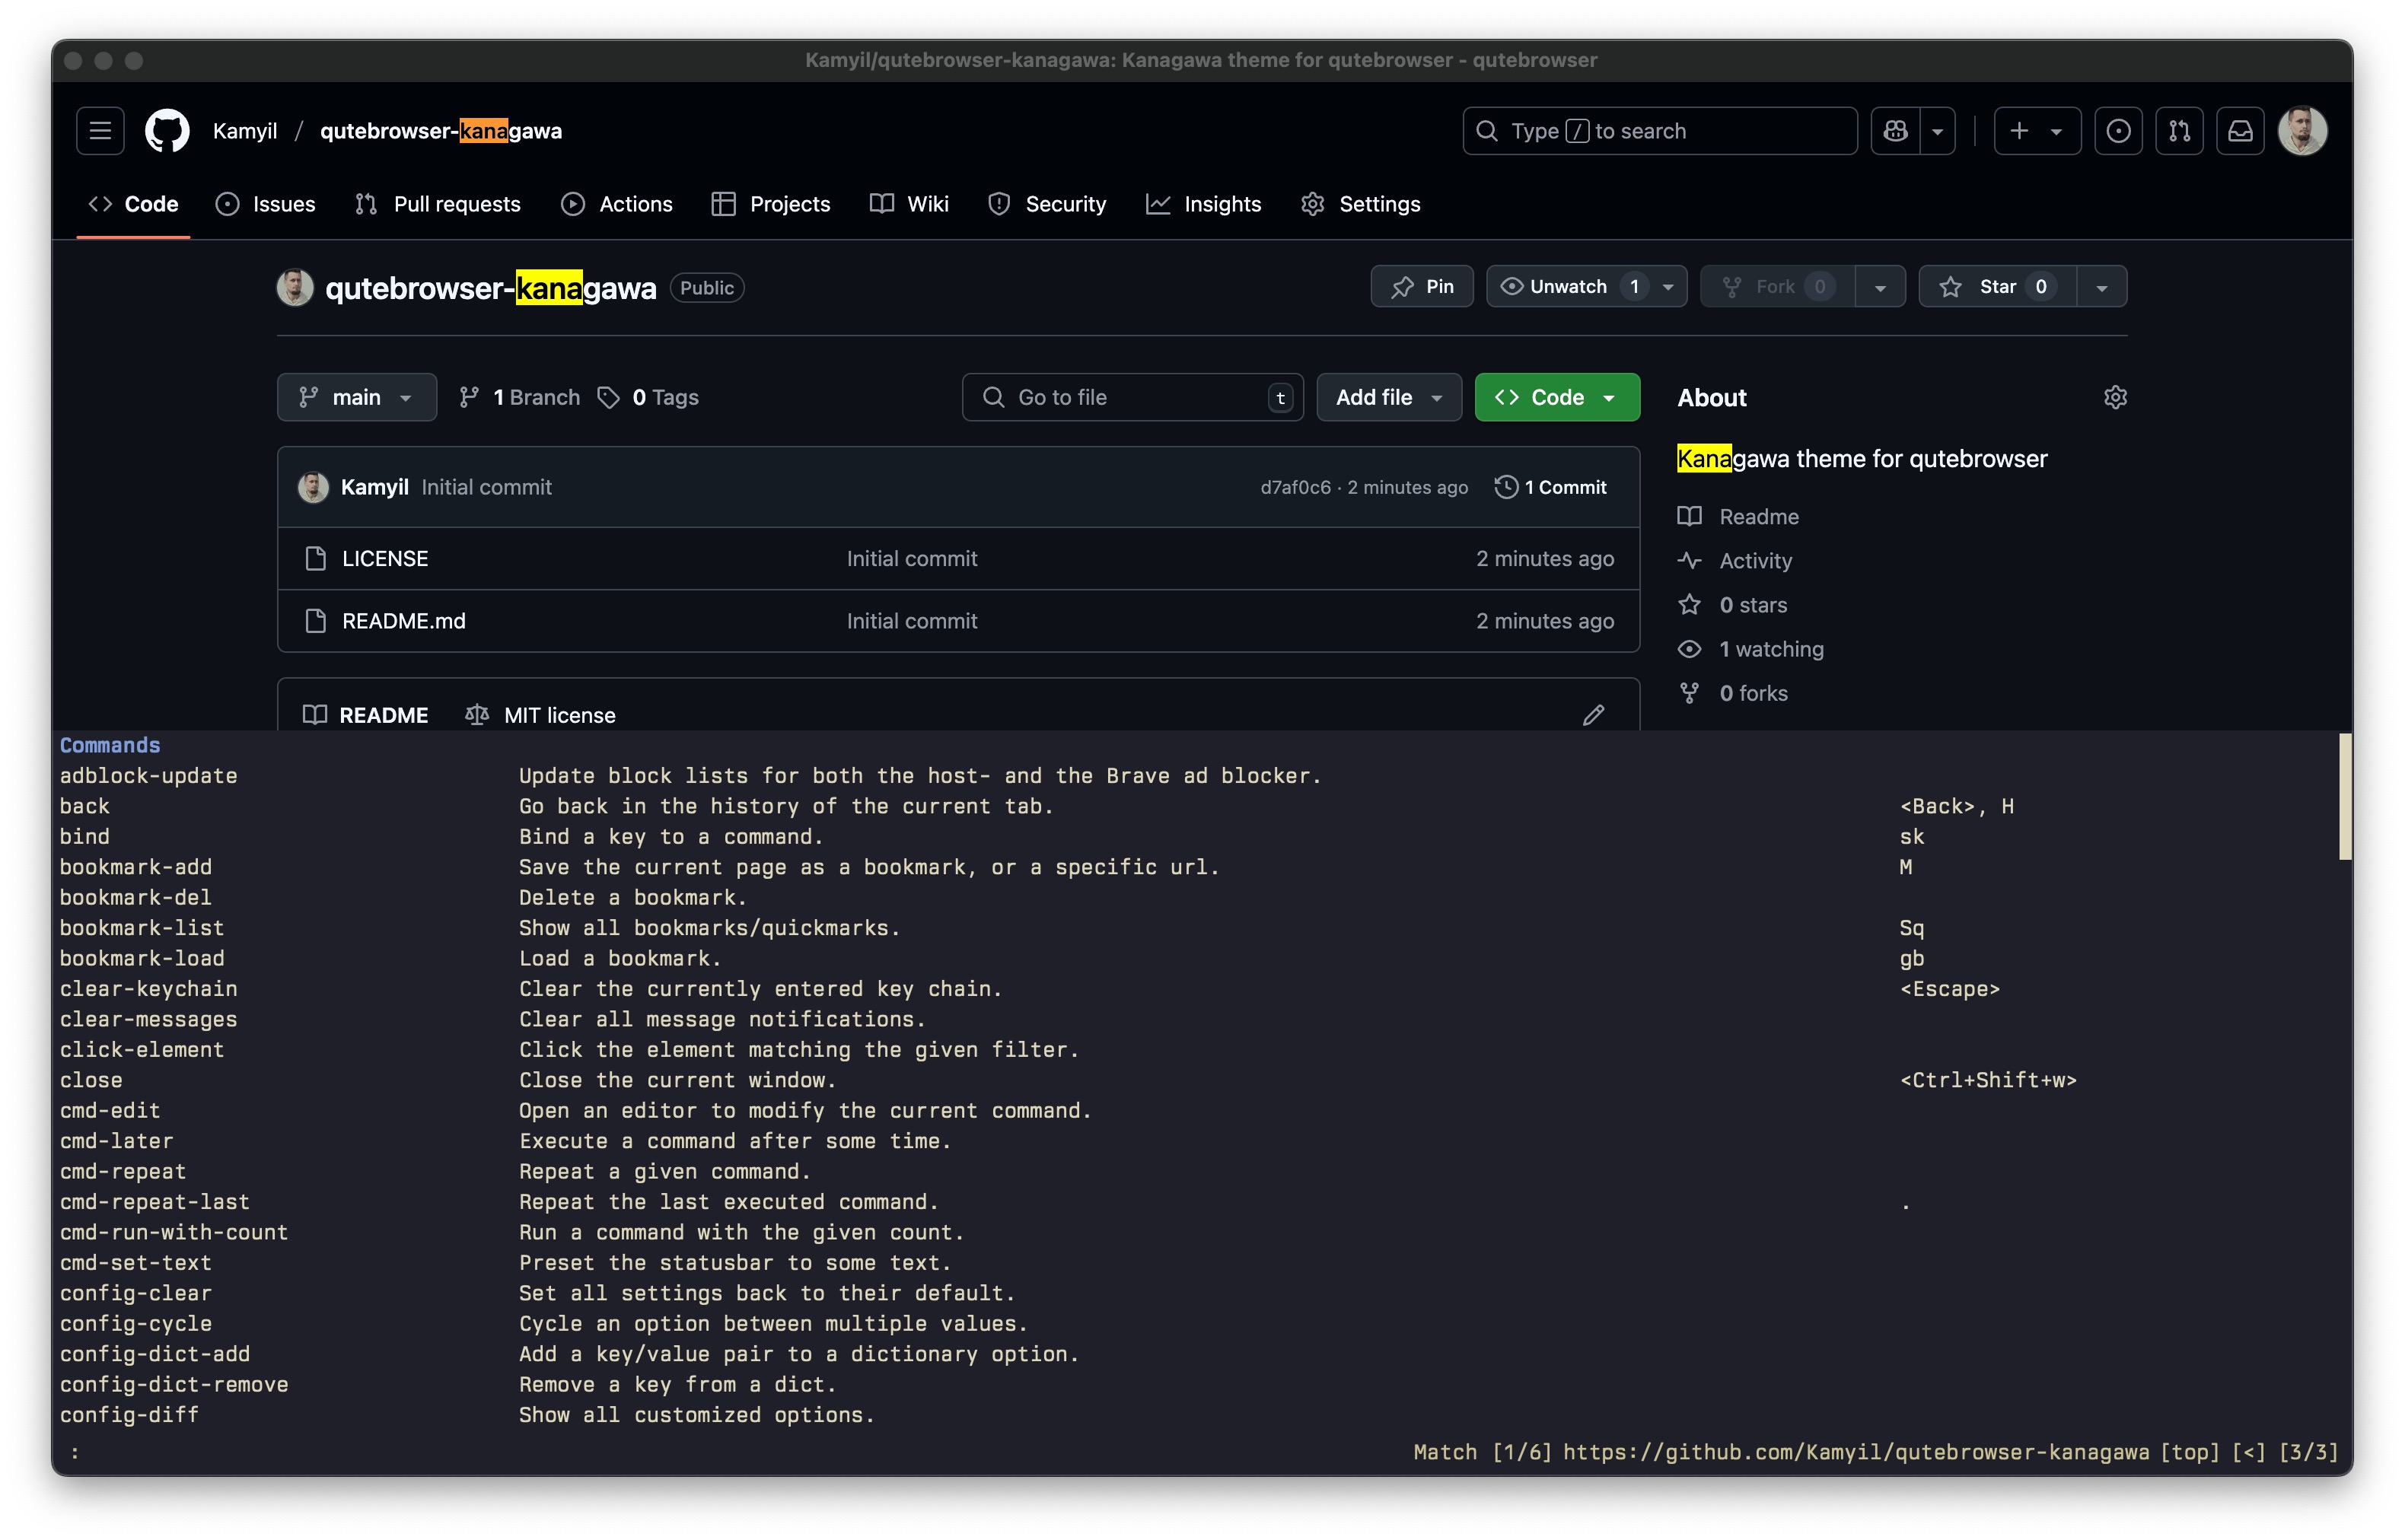 Kamyil/qutebrowser-kanagawa: Kanagawa theme for qutebrowser - qutebrowser
Kamyil / qutebrowser-kanagawa
Type / to search
Code Issues Pull requests Actions Projects Wiki Security Insights Settings
qutebrowser-kanagawa Public
Pin Unwatch 1 Fork 0 Star 0
main 1 Branch 0 Tags Go to file t Add file Code
About
Kanagawa theme for qutebrowser
Kamyil Initial commit d7af0c6 · 2 minutes ago 1 Commit
Readme
LICENSE Initial commit 2 minutes ago
Activity
0 stars
README.md Initial commit 2 minutes ago
1 watching
0 forks
README MIT license
Commands
adblock-update Update block lists for both the host- and the Brave ad blocker.
back Go back in the history of the current tab. <Back>, H
bind Bind a key to a command. sk
bookmark-add Save the current page as a bookmark, or a specific url. M
bookmark-del Delete a bookmark.
bookmark-list Show all bookmarks/quickmarks. Sq
bookmark-load Load a bookmark. gb
clear-keychain Clear the currently entered key chain. <Escape>
clear-messages Clear all message notifications.
click-element Click the element matching the given filter.
close Close the current window. <Ctrl+Shift+w>
cmd-edit Open an editor to modify the current command.
cmd-later Execute a command after some time.
cmd-repeat Repeat a given command.
cmd-repeat-last Repeat the last executed command. .
cmd-run-with-count Run a command with the given count.
cmd-set-text Preset the statusbar to some text.
config-clear Set all settings back to their default.
config-cycle Cycle an option between multiple values.
config-dict-add Add a key/value pair to a dictionary option.
config-dict-remove Remove a key from a dict.
config-diff Show all customized options.
: Match [1/6] https://github.com/Kamyil/qutebrowser-kanagawa [top] [<] [3/3]